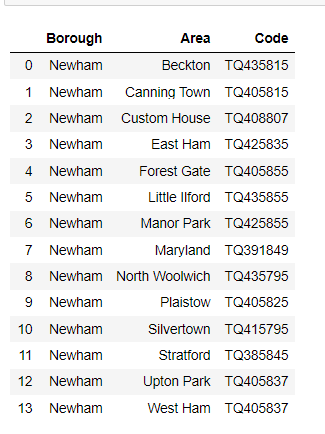 Borough Area Code
0 Newham Beckton TQ435815
1 Newham Canning Town TQ405815
2 Newham Custom House TQ408807
3 Newham East Ham TQ425835
4 Newham Forest Gate TQ405855
5 Newham Little Ilford TQ435855
6 Newham Manor Park TQ425855
7 Newham Maryland TQ391849
8 Newham North Woolwich TQ435795
9 Newham Plaistow TQ405825
10 Newham Silvertown TQ415795
11 Newham Stratford TQ385845
12 Newham Upton Park TQ405837
13 Newham West Ham TQ405837